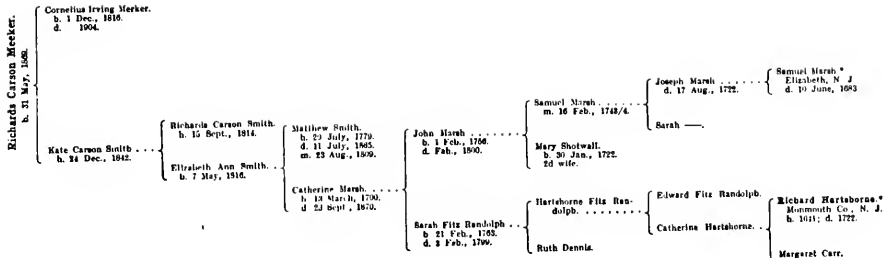 Richards Carson Meeker.
b. 31 May, 1869.
Cornelius Irving Merker.
b. 1 Dec., 1816.
d. 1904.
Kate Carson Smith
b. 24 Dec., 1842.
Richards Carson Smith.
b. 15 Sept., 1814.
Elizabeth Ann Smith.
b. 7 May, 1816.
Matthew Smith.
b. 29 July, 1779.
d. 11 July, 1865.
m. 23 Aug., 1809.
Catherine Marsh.
b 13 March, 1790.
d 23 Sept, 1870.
John Marsh
b. 1 Feb., 1756.
d. Feb., 1800.
Sarah Fitz Randolph
b 21 Feb., 1763.
d. 3 Feb., 1799.
Samuel Marsh
m. 16 Feb., 1743/4.
Mary Shotwall.
b. 30 Jan., 1722.
2d wife.
Hartshorne Fitz Ran-
dolph.
Ruth Dennis.
Joseph Marsh
d. 17 Aug., 1722.
Sarah —.
Edward Fitz Randolph.
Catherine Hartshorne.
Samuel Marsh *
Elizabeth, N J
d. 10 June, 1683
Richard Hartshorne.*
Monmouth Co., N. J.
b. 1641; d. 1722.
Margaret Carr.